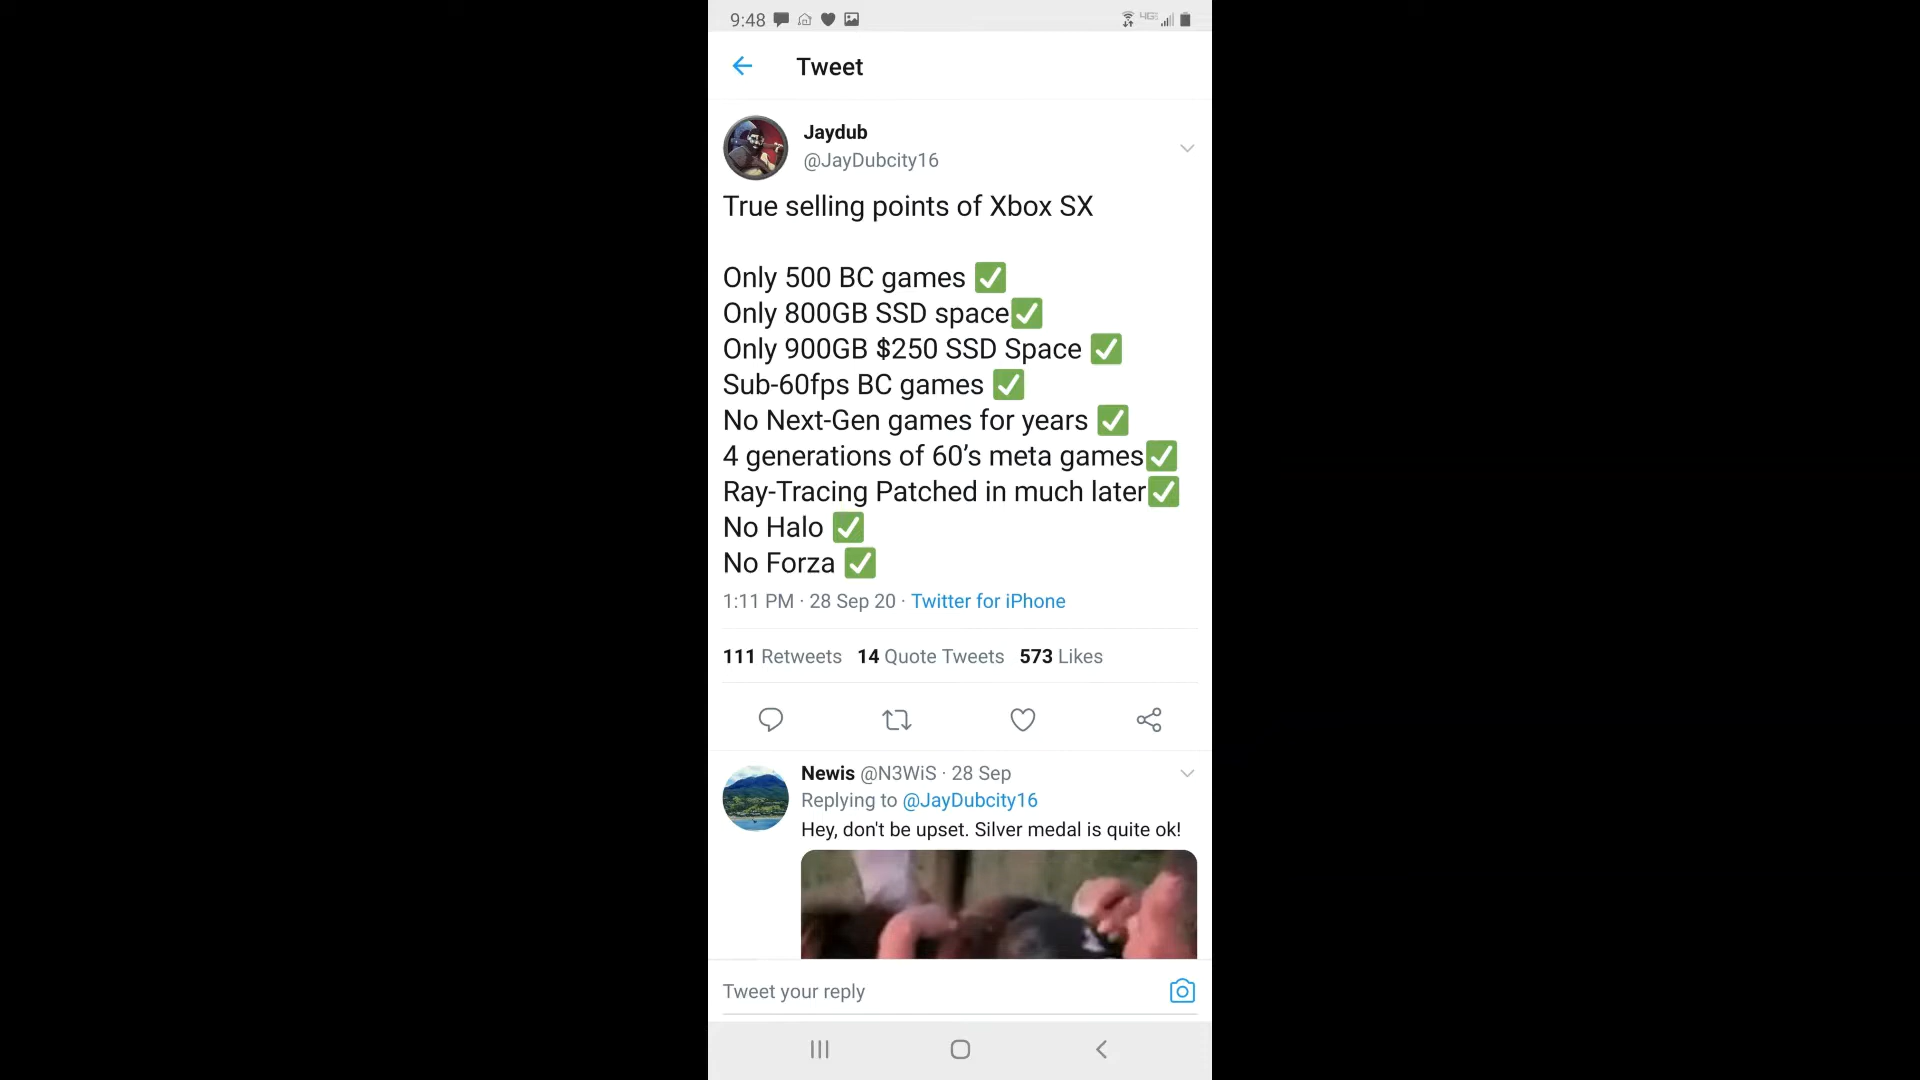 9:48
4G
Tweet
Jaydub
@JayDubcity16
True selling points of Xbox SX
Only 500 BC games ✅
Only 800GB SSD space✅
Only 900GB $250 SSD Space ✅
Sub-60fps BC games ✅
No Next-Gen games for years ✅
4 generations of 60’s meta games✅
Ray-Tracing Patched in much later✅
No Halo ✅
No Forza ✅
1:11 PM · 28 Sep 20 · Twitter for iPhone
111 Retweets 14 Quote Tweets 573 Likes
Newis @N3WiS · 28 Sep
Replying to @JayDubcity16
Hey, don't be upset. Silver medal is quite ok!
Tweet your reply